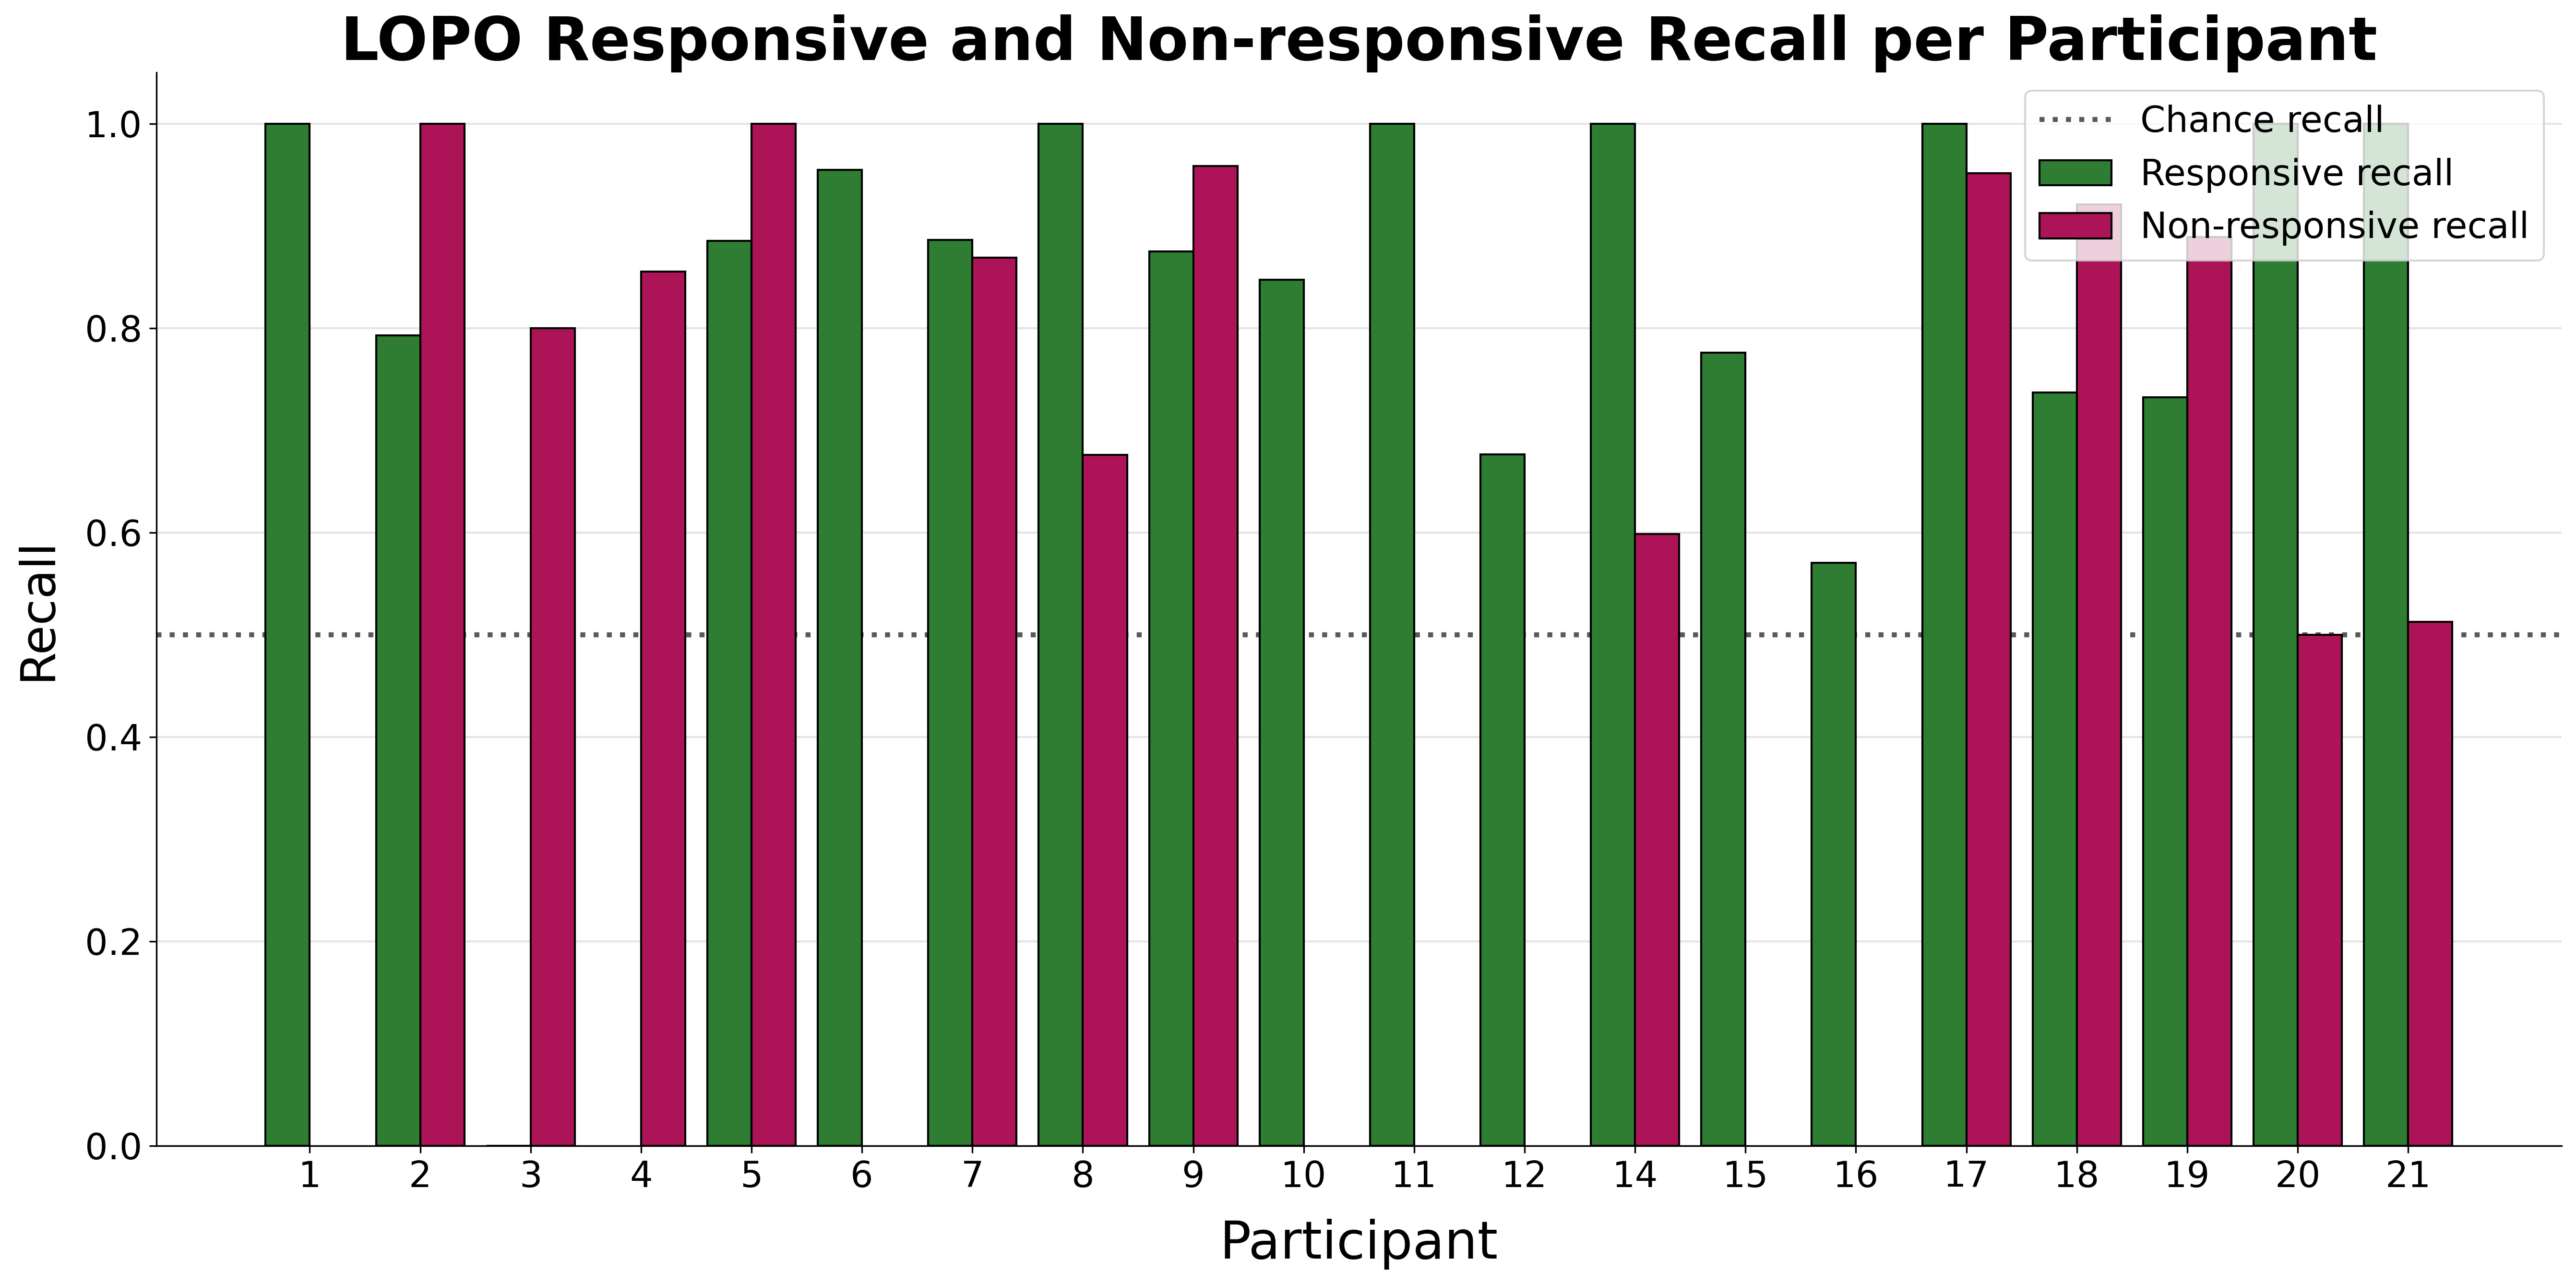 LOPO Responsive and Non-responsive Recall per Participant
Chance recall
Responsive recall
Non-responsive recall
1.0
0.8
0.6
0.4
0.2
0.0
Recall
1 2 3 4 5 6 7 8 9 10 11 12 14 15 16 17 18 19 20 21
Participant